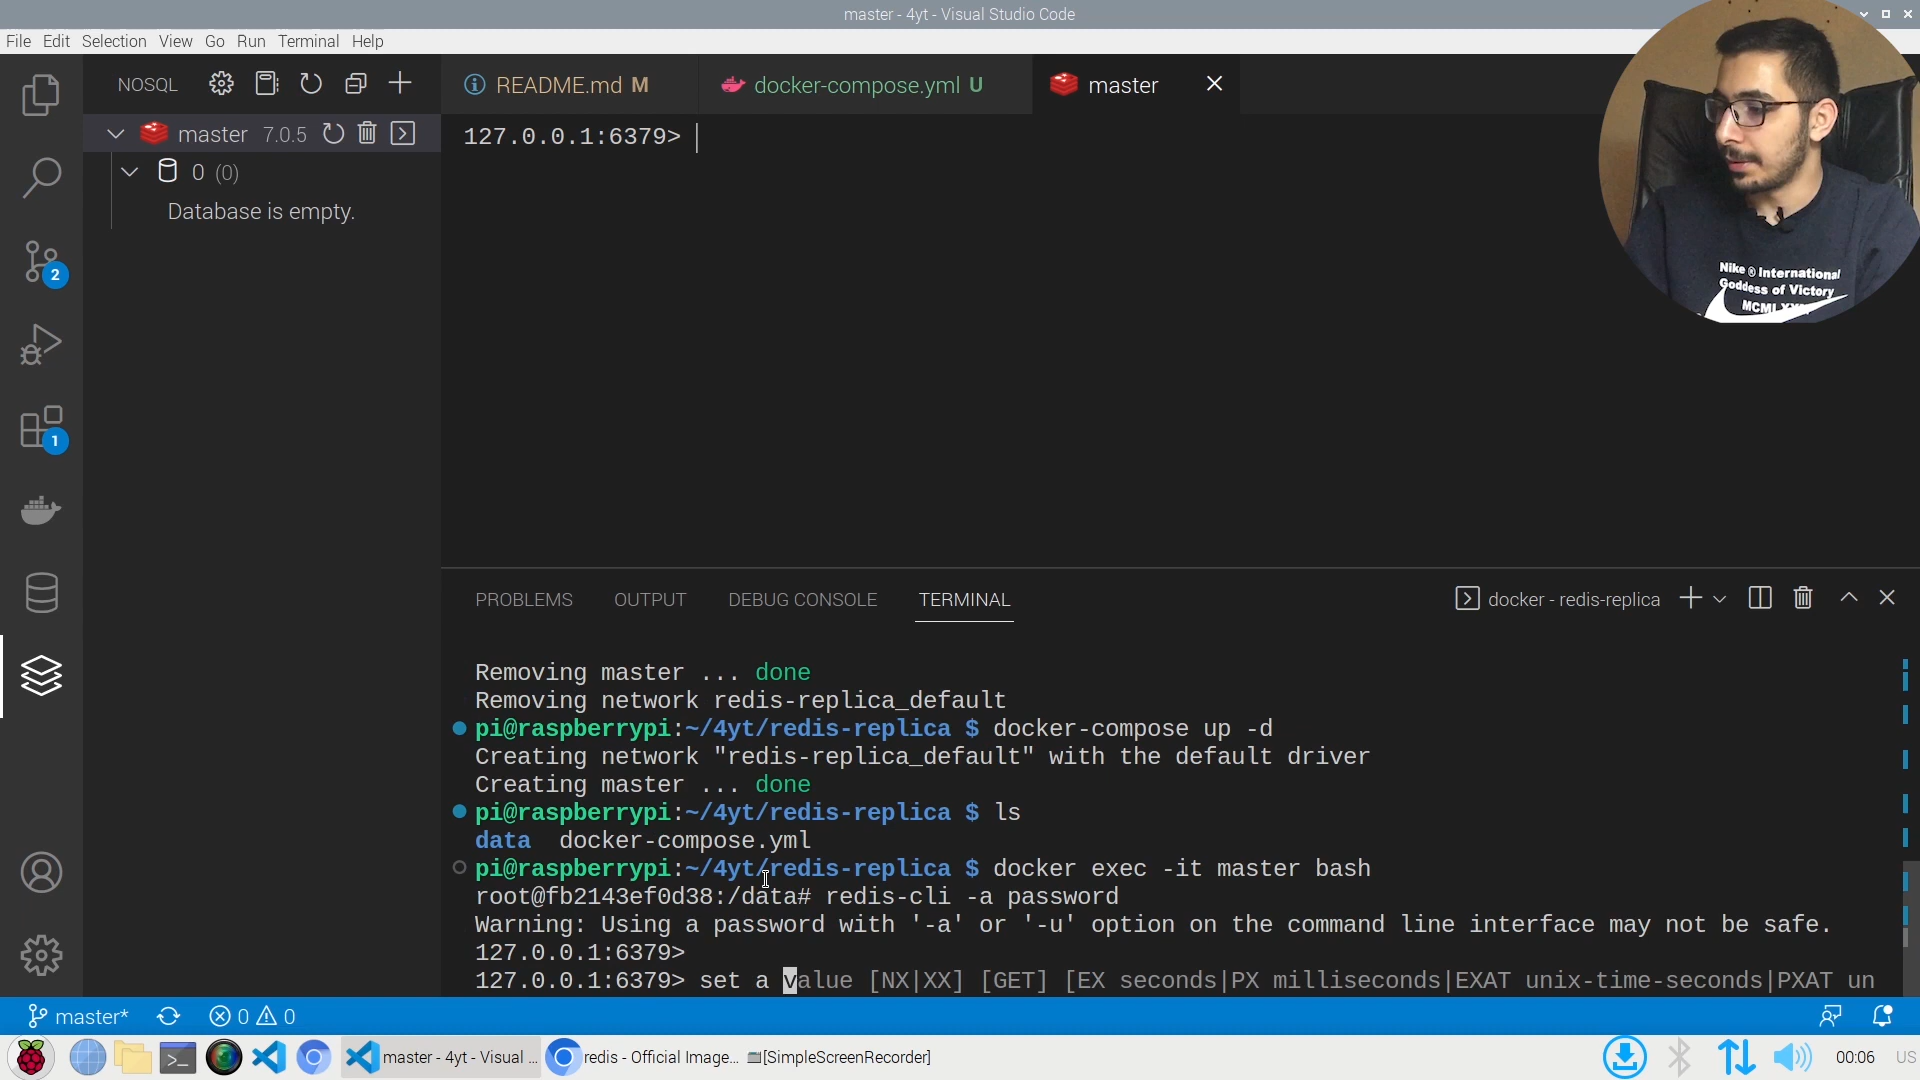 master - 4yt - Visual Studio Code
File Edit Selection View Go Run Terminal Help
NOSQL
README.md M
docker-compose.yml U
master
master 7.0.5
0 (0)
Database is empty.
127.0.0.1:6379>
Nike ® International
Goddess of Victory
2
1
PROBLEMS OUTPUT DEBUG CONSOLE TERMINAL
docker - redis-replica
Removing master ... done
Removing network redis-replica_default
pi@raspberrypi:~/4yt/redis-replica $ docker-compose up -d
Creating network "redis-replica_default" with the default driver
Creating master ... done
pi@raspberrypi:~/4yt/redis-replica $ ls
data docker-compose.yml
pi@raspberrypi:~/4yt/redis-replica $ docker exec -it master bash
root@fb2143ef0d38:/data# redis-cli -a password
Warning: Using a password with '-a' or '-u' option on the command line interface may not be safe.
127.0.0.1:6379>
127.0.0.1:6379> set a value [NX|XX] [GET] [EX seconds|PX milliseconds|EXAT unix-time-seconds|PXAT un
master* 0 0
master - 4yt - Visual ...
redis - Official Image...
[SimpleScreenRecorder]
00:06
US